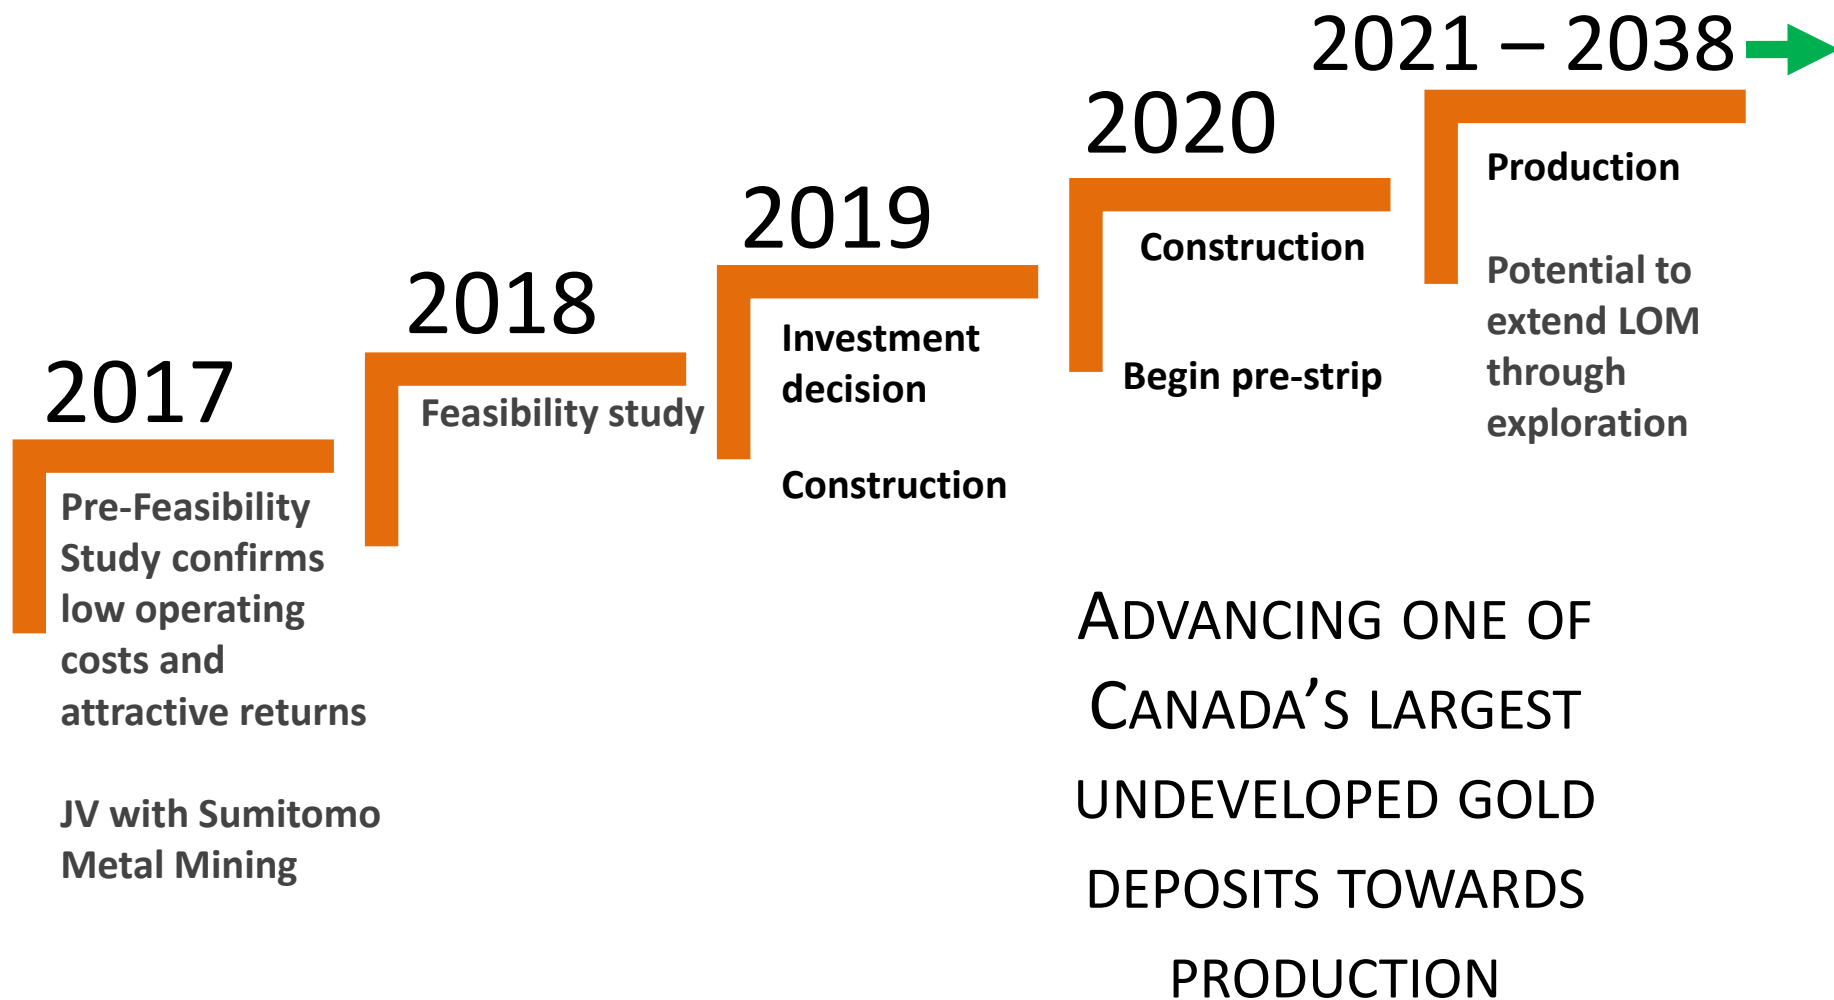 2017
Pre-Feasibility
Study confirms
low operating
costs and
attractive returns
JV with Sumitomo
Metal Mining
2018
Feasibility study
2019
Investment
decision
Construction
2020
Construction
Begin pre-strip
2021 – 2038
Production
Potential to
extend LOM
through
exploration
ADVANCING ONE OF
CANADA’S LARGEST
UNDEVELOPED GOLD
DEPOSITS TOWARDS
PRODUCTION